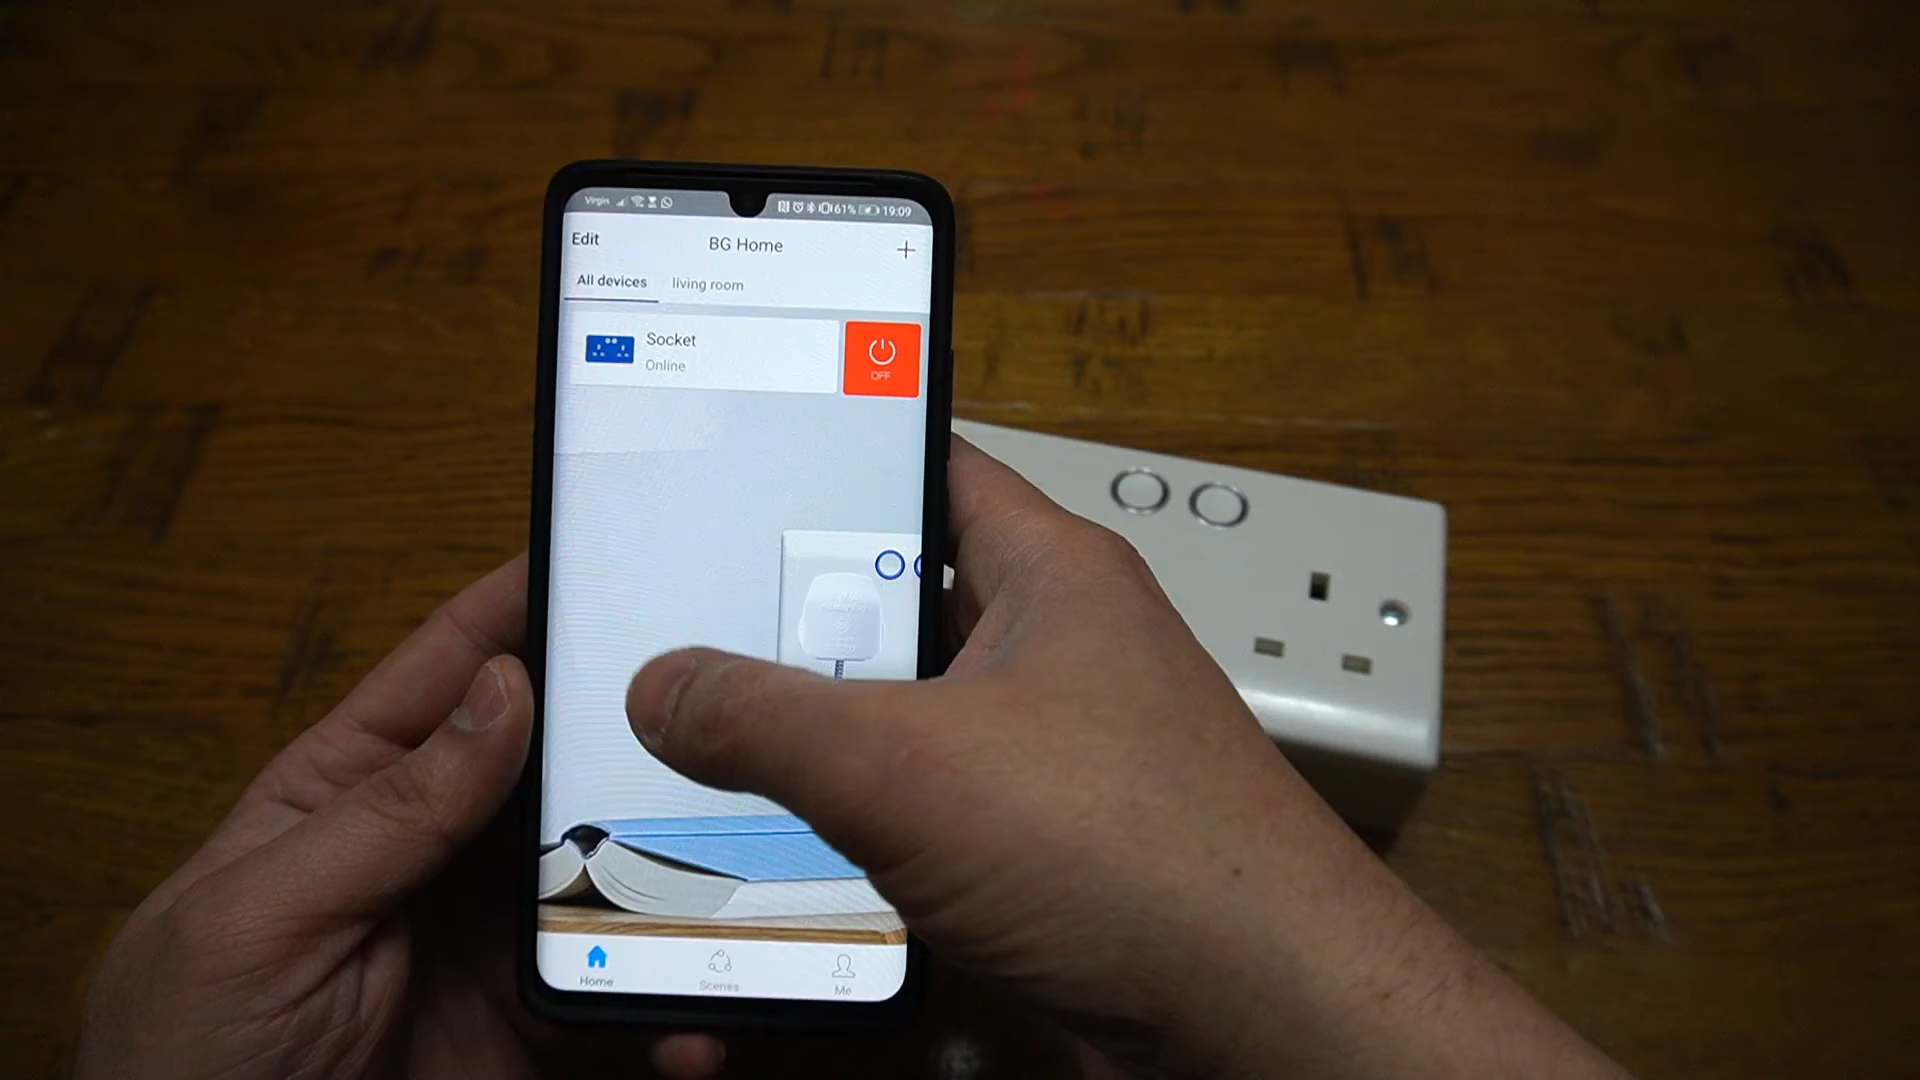 Virgin 61% 19:09
Edit BG Home +
All devices living room
Socket
Online
OFF
Home Scenes Me